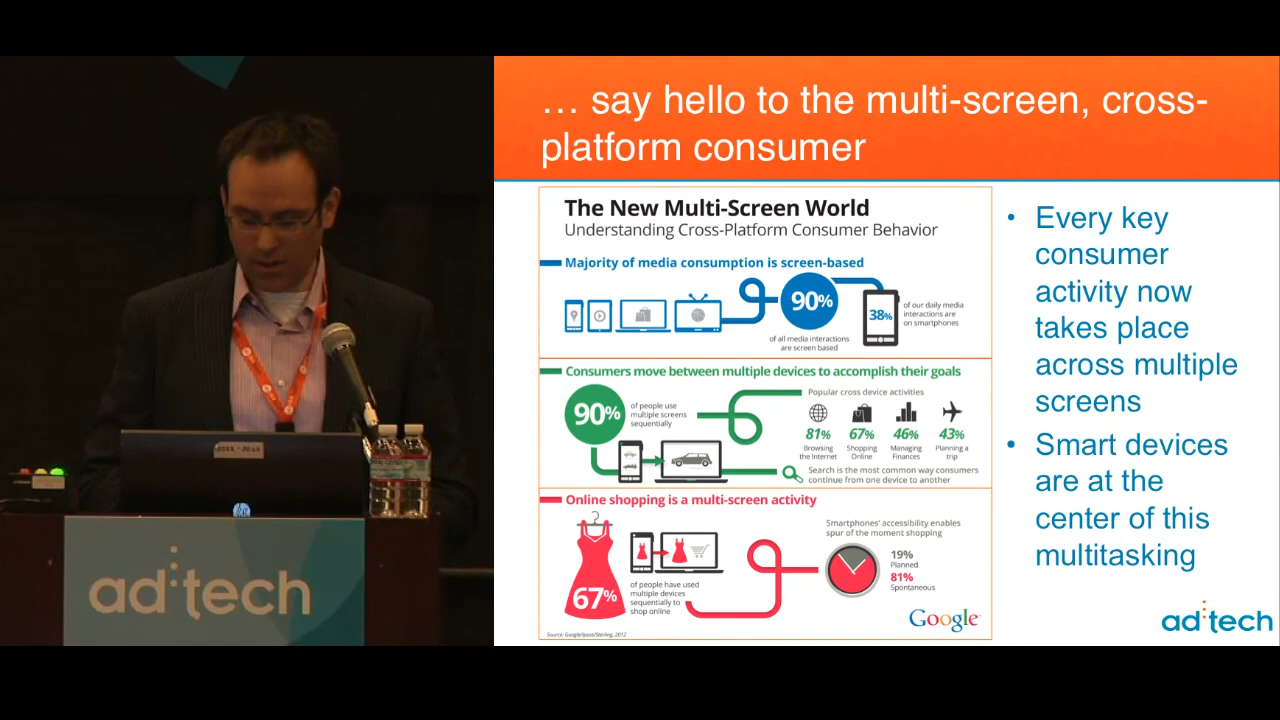 … say hello to the multi-screen, cross-
platform consumer
The New Multi-Screen World
Understanding Cross-Platform Consumer Behavior
Majority of media consumption is screen-based
90%
of all media interactions
are screen based
38%
of our daily media
interactions are
on smartphones
Consumers move between multiple devices to accomplish their goals
90%
of people use
multiple screens
sequentially
Popular cross device activities
81%
Browsing
the Internet
67%
Shopping
Online
46%
Managing
Finances
43%
Planning a
trip
Search is the most common way consumers
continue from one device to another
Online shopping is a multi-screen activity
67%
of people have used
multiple devices
sequentially to
shop online
Smartphones' accessibility enables
spur of the moment shopping
19%
Planned
81%
Spontaneous
Google
Source: Google/Ipsos/Sterling, 2012
• Every key
consumer
activity now
takes place
across multiple
screens
• Smart devices
are at the
center of this
multitasking
ad:tech
ad:tech